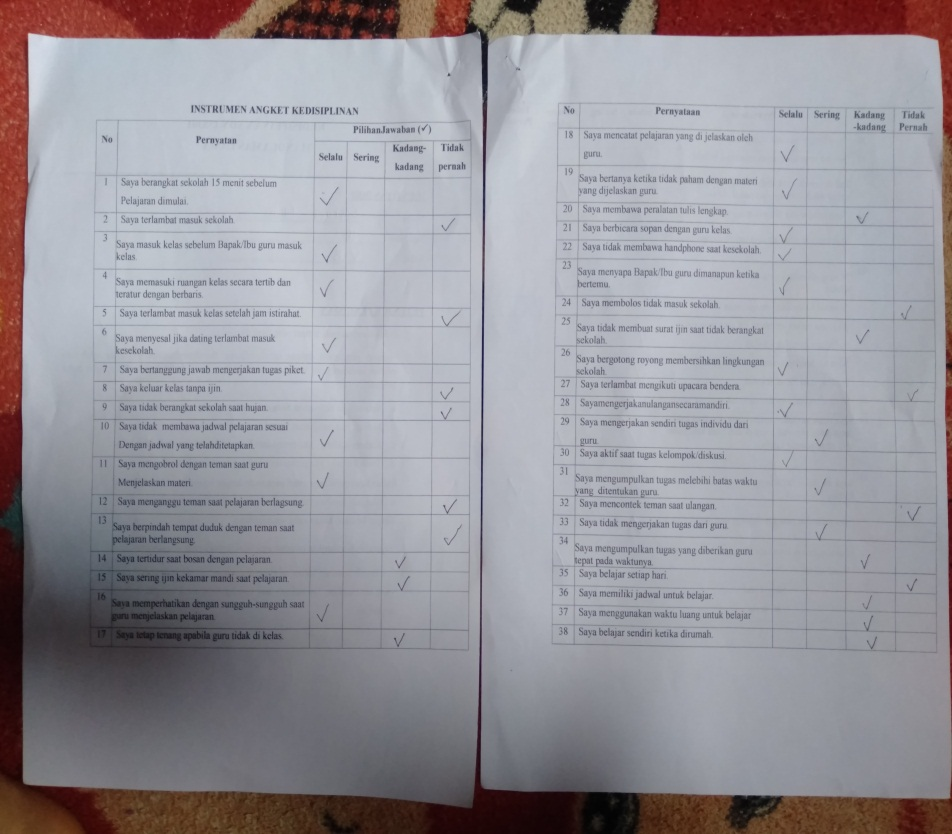 INSTRUMEN ANGKET KEDISIPLINAN
No Pernyatan PilihanJawaban (✓)
Selalu Sering Kadang-kadang Tidak pernah
1 Saya berangkat sekolah 15 menit sebelum
Pelajaran dimulai. ✓
2 Saya terlambat masuk sekolah. ✓
3 Saya masuk kelas sebelum Bapak/Ibu guru masuk
kelas. ✓
4 Saya memasuki ruangan kelas secara tertib dan
teratur dengan berbaris. ✓
5 Saya terlambat masuk kelas setelah jam istirahat. ✓
6 Saya menyesal jika dating terlambat masuk
kesekolah. ✓
7 Saya bertanggung jawab mengerjakan tugas piket. ✓
8 Saya keluar kelas tanpa ijin. ✓
9 Saya tidak berangkat sekolah saat hujan. ✓
10 Saya tidak membawa jadwal pelajaran sesuai
Dengan jadwal yang telahditetapkan. ✓
11 Saya mengobrol dengan teman saat guru
Menjelaskan materi. ✓
12 Saya menganggu teman saat pelajaran berlagsung. ✓
13 Saya berpindah tempat duduk dengan teman saat
pelajaran berlangsung. ✓
14 Saya tertidur saat bosan dengan pelajaran. ✓
15 Saya sering ijin kekamar mandi saat pelajaran. ✓
16 Saya memperhatikan dengan sungguh-sungguh saat
guru menjelaskan pelajaran. ✓
17 Saya tetap tenang apabila guru tidak di kelas. ✓
No Pernyataan Selalu Sering Kadang Tidak
-kadang Pernah
18 Saya mencatat pelajaran yang di jelaskan oleh
guru. ✓
19 Saya bertanya ketika tidak paham dengan materi
yang dijelaskan guru. ✓
20 Saya membawa peralatan tulis lengkap. ✓
21 Saya berbicara sopan dengan guru kelas. ✓
22 Saya tidak membawa handphone saat kesekolah. ✓
23 Saya menyapa Bapak/Ibu guru dimanapun ketika
bertemu. ✓
24 Saya membolos tidak masuk sekolah. ✓
25 Saya tidak membuat surat ijin saat tidak berangkat
sekolah. ✓
26 Saya bergotong royong membersihkan lingkungan
sekolah. ✓
27 Saya terlambat mengikuti upacara bendera. ✓
28 Sayamengerjakanulangansecaramandiri. ✓
29 Saya mengerjakan sendiri tugas individu dari
guru. ✓
30 Saya aktif saat tugas kelompok/diskusi. ✓
31 Saya mengumpulkan tugas melebihi batas waktu
yang ditentukan guru. ✓
32 Saya mencontek teman saat ulangan. ✓
33 Saya tidak mengerjakan tugas dari guru. ✓
34 Saya mengumpulkan tugas yang diberikan guru
tepat pada waktunya. ✓
35 Saya belajar setiap hari. ✓
36 Saya memiliki jadwal untuk belajar. ✓
37 Saya menggunakan waktu luang untuk belajar ✓
38 Saya belajar sendiri ketika dirumah. ✓